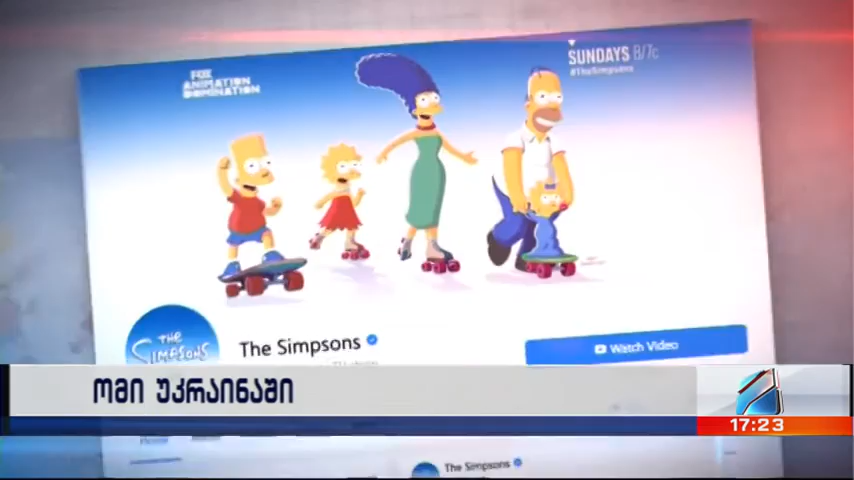 FOX
ANIMATION
DOMINATION
SUNDAYS 8/7c
#TheSimpsons
THE
SIMPSONS
The Simpsons
Watch Video
ომი უკრაინაში
17:23
Home
The Simpsons